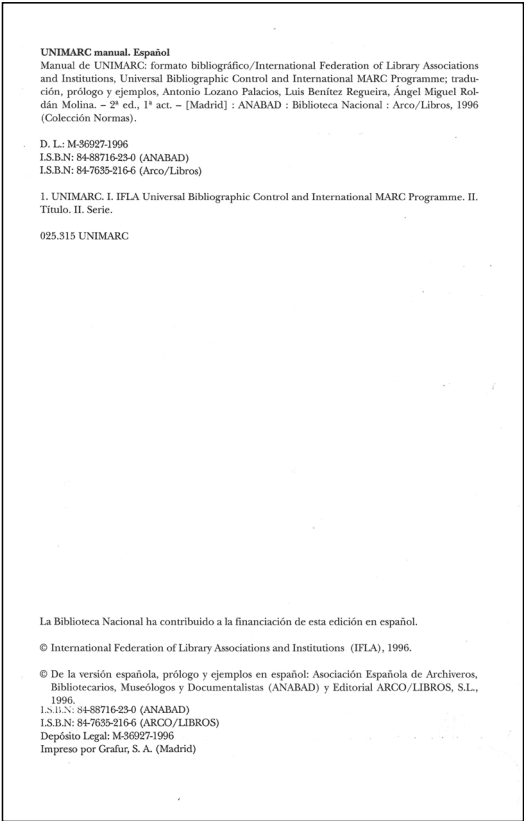 UNIMARC manual. Español
Manual de UNIMARC: formato bibliográfico/International Federation of Library Associations
and Institutions, Universal Bibliographic Control and International MARC Programme; tradu-
ción, prólogo y ejemplos, Antonio Lozano Palacios, Luis Benítez Regueira, Ángel Miguel Rol-
dán Molina. – 2ª ed., 1ª act. – [Madrid] : ANABAD : Biblioteca Nacional : Arco/Libros, 1996
(Colección Normas).
D. L.: M-36927-1996
I.S.B.N: 84-88716-23-0 (ANABAD)
I.S.B.N: 84-7635-216-6 (Arco/Libros)
1. UNIMARC. I. IFLA Universal Bibliographic Control and International MARC Programme. II.
Título. II. Serie.
025.315 UNIMARC
La Biblioteca Nacional ha contribuido a la financiación de esta edición en español.
© International Federation of Library Associations and Institutions (IFLA), 1996.
© De la versión española, prólogo y ejemplos en español: Asociación Española de Archiveros,
Bibliotecarios, Museólogos y Documentalistas (ANABAD) y Editorial ARCO/LIBROS, S.L.,
1996.
I.S.B.N: 84-88716-23-0 (ANABAD)
I.S.B.N: 84-7635-216-6 (ARCO/LIBROS)
Depósito Legal: M-36927-1996
Impreso por Grafur, S. A. (Madrid)